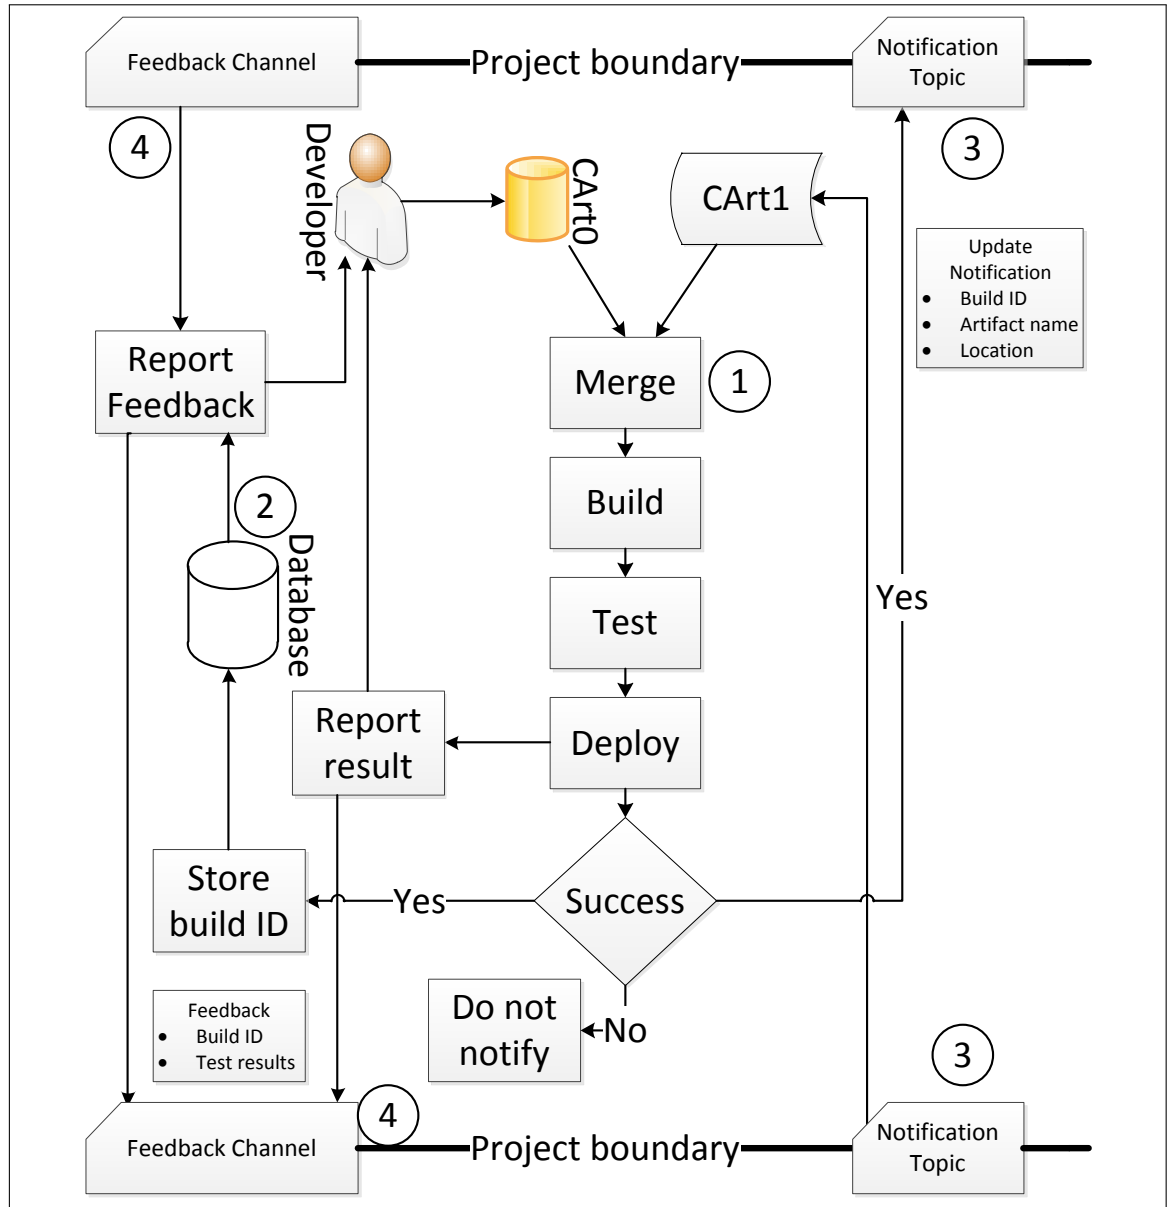 Feedback Channel
Project boundary
Notification
Topic
4
Developer
CArt0
CArt1
3
Update
Notification
• Build ID
• Artifact name
• Location
Report
Feedback
Merge
1
2
Build
Database
Yes
Test
Report
result
Deploy
Store
build ID
Yes
Success
Do not
notify
No
Feedback
• Build ID
• Test results
3
4
Feedback Channel
Project boundary
Notification
Topic